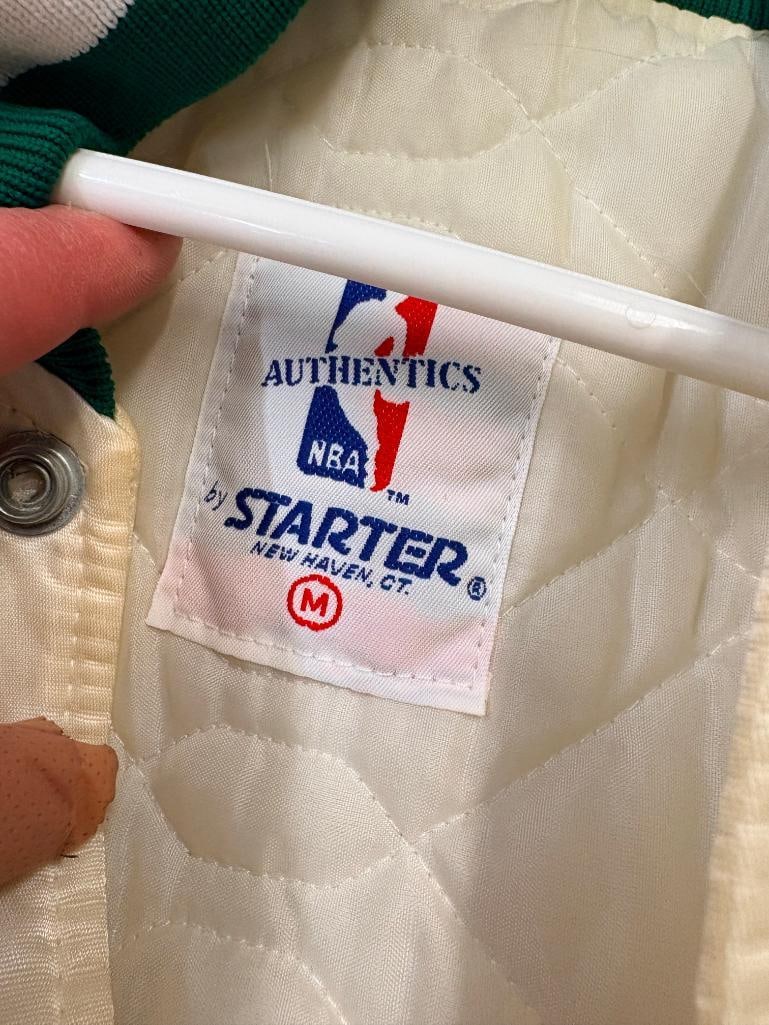 AUTHENTICS
NBA
TM
by STARTER ®
NEW HAVEN, CT.
M